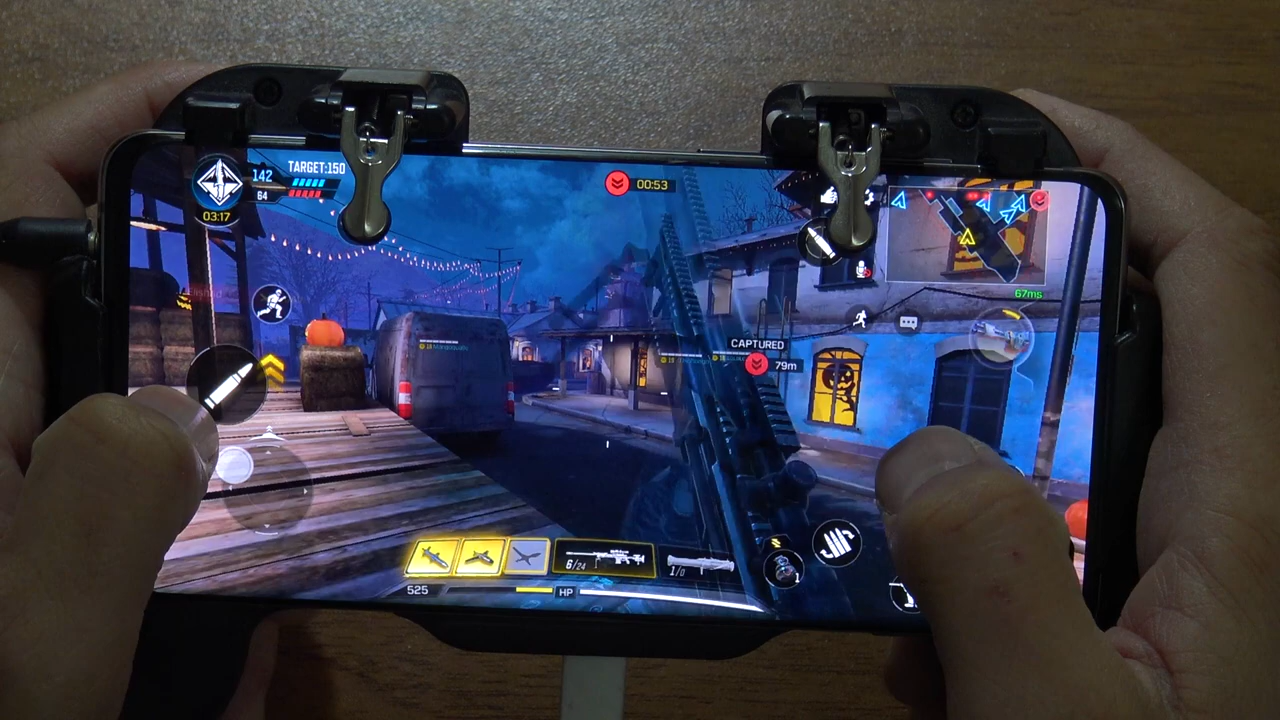 TARGET:150
142
64
03:17
00:53
67ms
CAPTURED
79m
6/24
1/0
525
HP